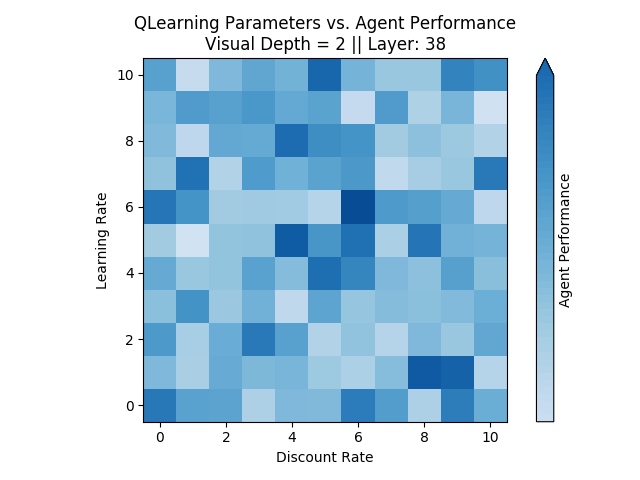 QLearning Parameters vs. Agent Performance
Visual Depth = 2 || Layer: 38
10
8
6
4
2
0
Learning Rate
0 2 4 6 8 10
Discount Rate
Agent Performance